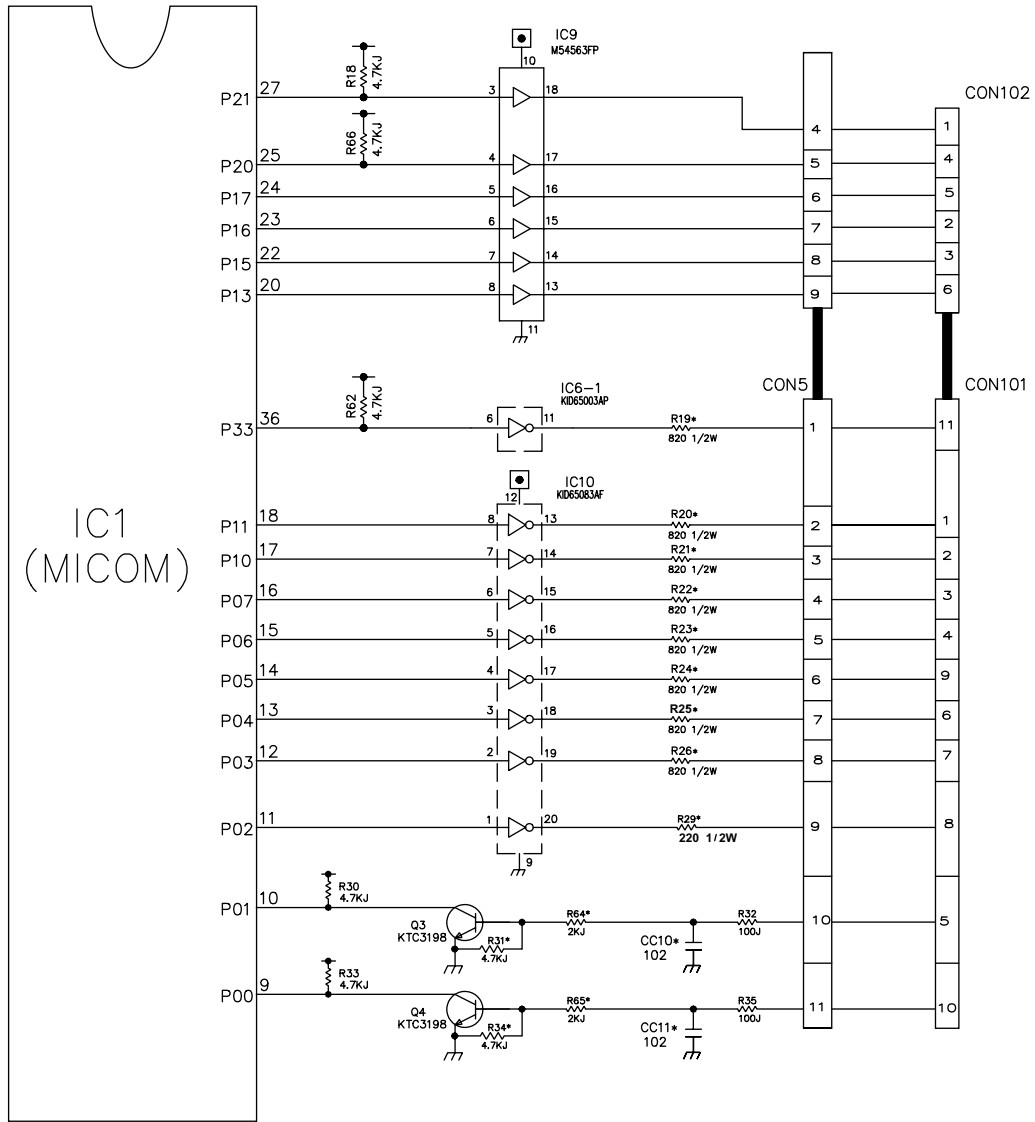 IC9
M54563FP
10
R18
4.7KJ
P21 27 3 18
CON102
4 1
R66
4.7KJ
P20 25 4 17 5 4
P17 24 5 16 6 5
P16 23 6 15 7 2
P15 22 7 14 8 3
P13 20 8 13 9 6
11
CON5 CON101
R62
4.7KJ
IC6-1
KID65003AP
P33 36 6 11 R19* 1 11
820 1/2W
IC10
KID65083AF
12
IC1
(MICOM)
P11 18 8 13 R20* 2 1
820 1/2W
P10 17 7 14 R21* 3 2
820 1/2W
P07 16 6 15 R22* 4 3
820 1/2W
P06 15 5 16 R23* 5 4
820 1/2W
P05 14 4 17 R24* 6 9
820 1/2W
P04 13 3 18 R25* 7 6
820 1/2W
P03 12 2 19 R26* 8 7
820 1/2W
P02 11 1 20 R29* 9 8
220 1/2W
9
R30
4.7KJ
P01 10 R64* R32 10 5
2KJ 100J
Q3
KTC3198
R31*
4.7KJ
CC10*
102
R33
4.7KJ
P00 9 R65* R35 11 10
2KJ 100J
Q4
KTC3198
R34*
4.7KJ
CC11*
102